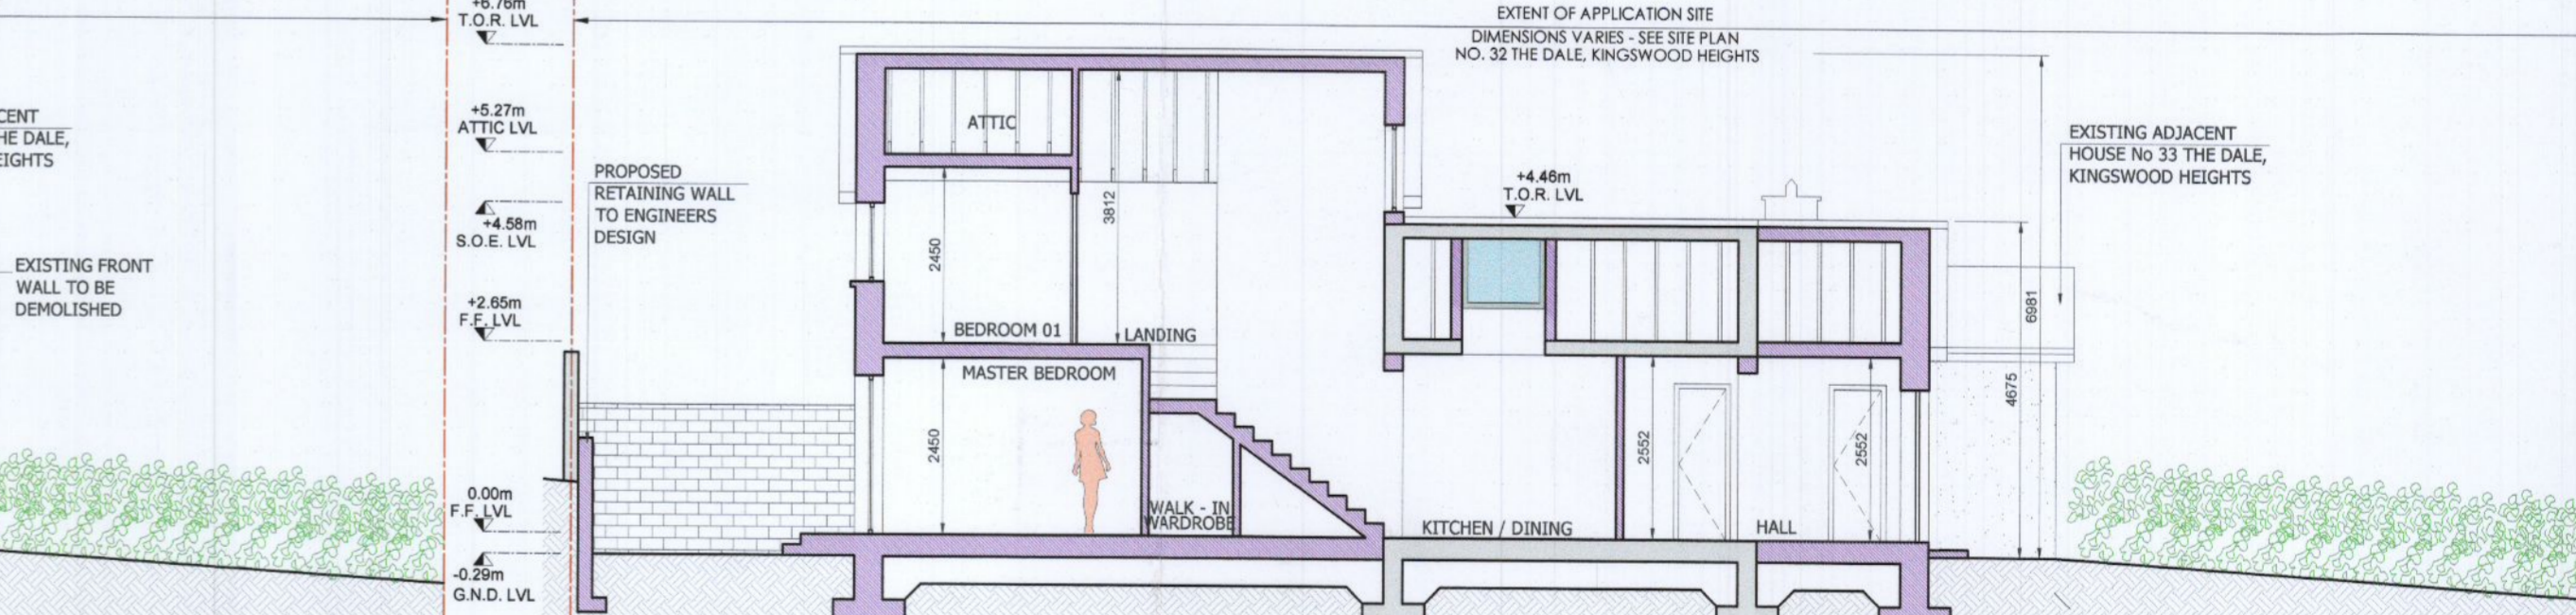 +6.76m
T.O.R. LVL
EXTENT OF APPLICATION SITE
DIMENSIONS VARIES - SEE SITE PLAN
NO. 32 THE DALE, KINGSWOOD HEIGHTS
CENT
HE DALE,
EIGHTS
+5.27m
ATTIC LVL
ATTIC
EXISTING ADJACENT
HOUSE No 33 THE DALE,
KINGSWOOD HEIGHTS
PROPOSED
RETAINING WALL
TO ENGINEERS
DESIGN
+4.46m
T.O.R. LVL
3812
+4.58m
S.O.E. LVL
2450
EXISTING FRONT
WALL TO BE
DEMOLISHED
+2.65m
F.F. LVL
6981
BEDROOM 01
LANDING
MASTER BEDROOM
4675
2450
2552
2552
0.00m
F.F. LVL
WALK - IN
WARDROBE
KITCHEN / DINING
HALL
-0.29m
G.N.D. LVL